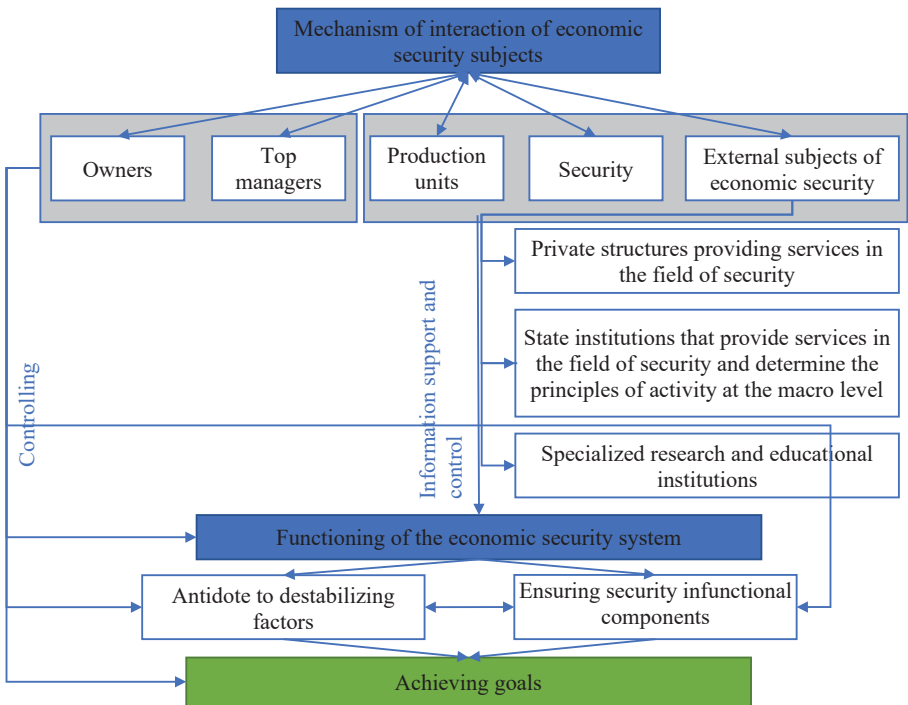 Mechanism of interaction of economic
security subjects
Owners
Top
managers
Production
units
Security
External subjects of
economic security
Private structures providing services in
the field of security
State institutions that provide services in
the field of security and determine the
principles of activity at the macro level
Specialized research and educational
institutions
Controlling
Information support and
control
Functioning of the economic security system
Antidote to destabilizing
factors
Ensuring security infunctional
components
Achieving goals